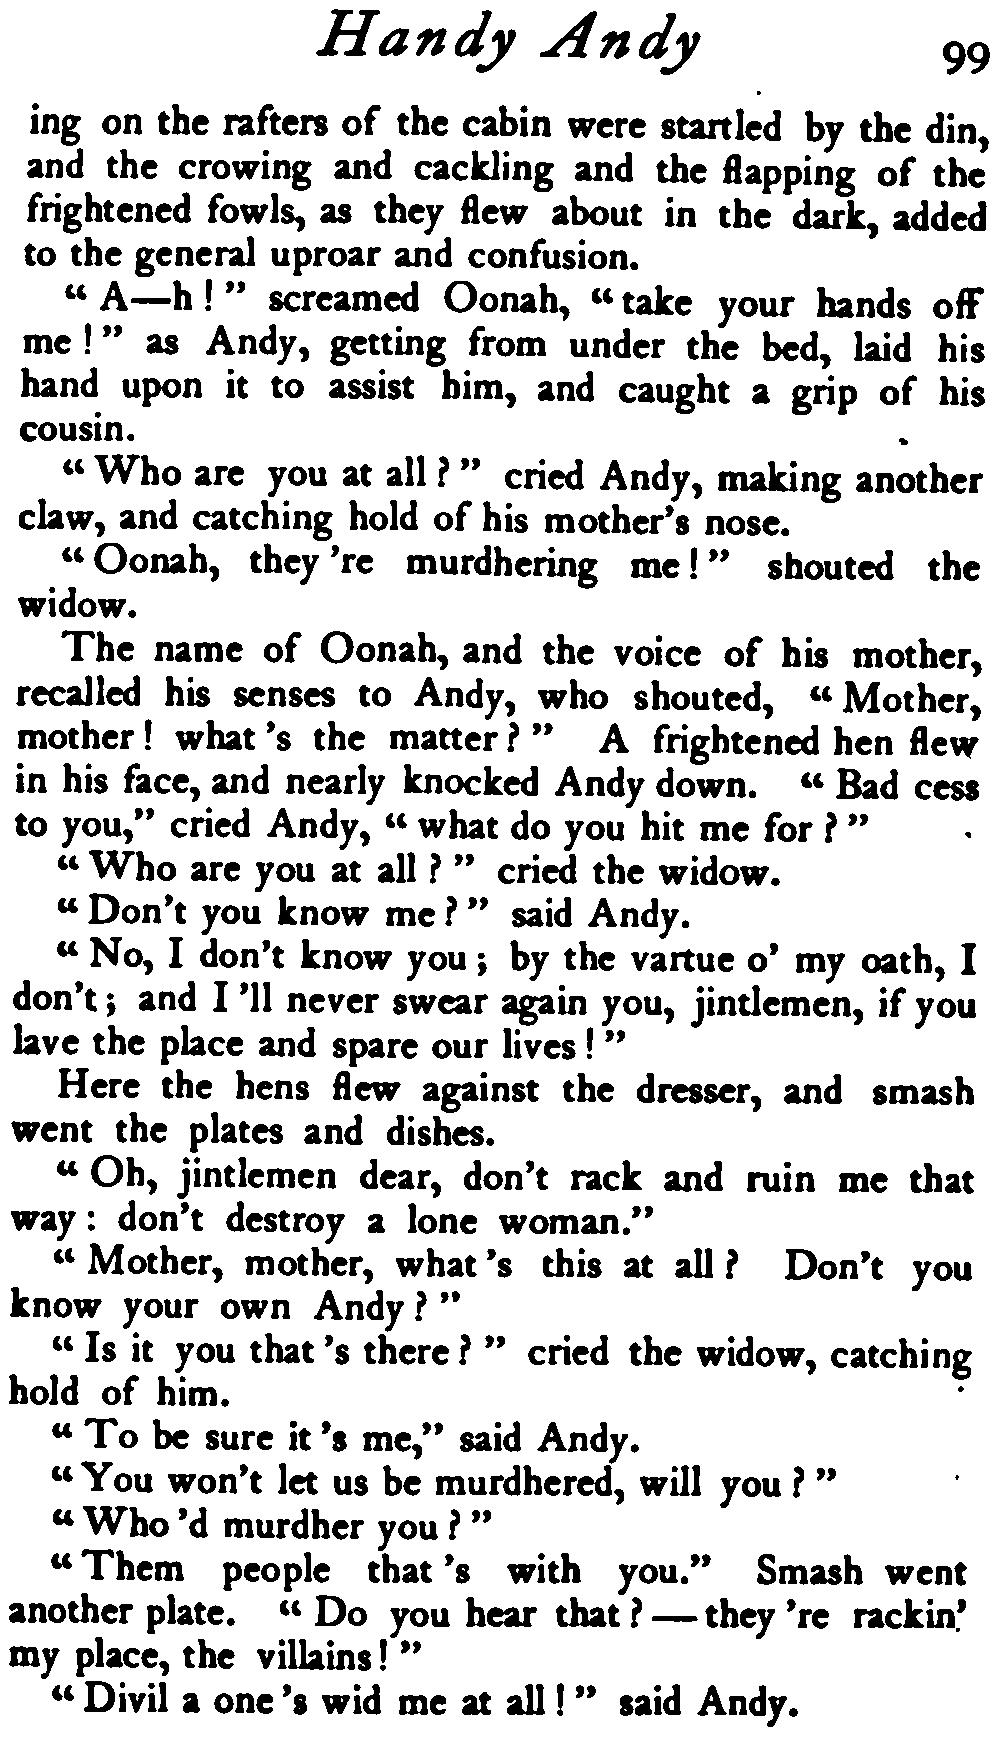 Handy Andy 99
ing on the rafters of the cabin were startled by the din,
and the crowing and cackling and the flapping of the
frightened fowls, as they flew about in the dark, added
to the general uproar and confusion.
“ A—h ! ” screamed Oonah, “ take your hands off
me ! ” as Andy, getting from under the bed, laid his
hand upon it to assist him, and caught a grip of his
cousin.
“ Who are you at all ? ” cried Andy, making another
claw, and catching hold of his mother’s nose.
“ Oonah, they ’re murdhering me ! ” shouted the
widow.
The name of Oonah, and the voice of his mother,
recalled his senses to Andy, who shouted, “ Mother,
mother ! what ’s the matter ? ” A frightened hen flew
in his face, and nearly knocked Andy down. “ Bad cess
to you,” cried Andy, “ what do you hit me for ? ”
“ Who are you at all ? ” cried the widow.
“ Don’t you know me ? ” said Andy.
“ No, I don’t know you ; by the vartue o’ my oath, I
don’t ; and I ’ll never swear again you, jintlemen, if you
lave the place and spare our lives ! ”
Here the hens flew against the dresser, and smash
went the plates and dishes.
“ Oh, jintlemen dear, don’t rack and ruin me that
way : don’t destroy a lone woman.”
“ Mother, mother, what ’s this at all ? Don’t you
know your own Andy ? ”
“ Is it you that ’s there ? ” cried the widow, catching
hold of him.
“ To be sure it ’s me,” said Andy.
“ You won’t let us be murdhered, will you ? ”
“ Who ’d murdher you ? ”
“ Them people that ’s with you.” Smash went
another plate. “ Do you hear that ? — they ’re rackin’
my place, the villains ! ”
“ Divil a one ’s wid me at all ! ” said Andy.